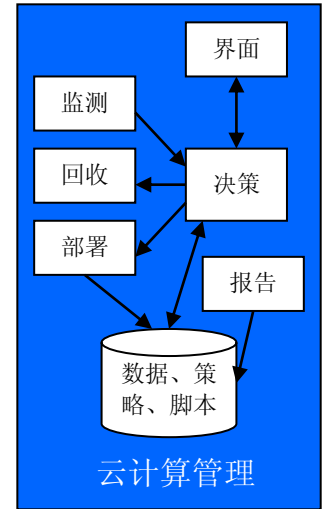 界面
监测
回收
决策
部署
报告
数据、策
略、脚本
云计算管理